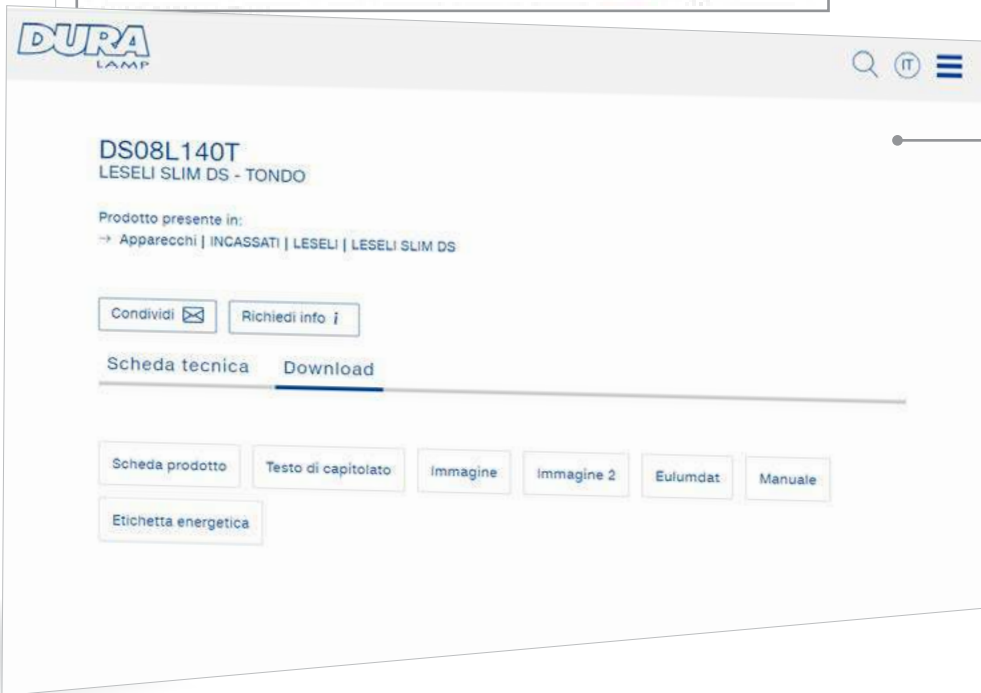 DURA
LAMP
IT
DS08L140T
LESELI SLIM DS - TONDO
Prodotto presente in:
→ Apparecchi | INCASSATI | LESELI | LESELI SLIM DS
Condividi
Richiedi info i
Scheda tecnica Download
Scheda prodotto Testo di capitolato Immagine Immagine 2 Eulumdat Manuale
Etichetta energetica